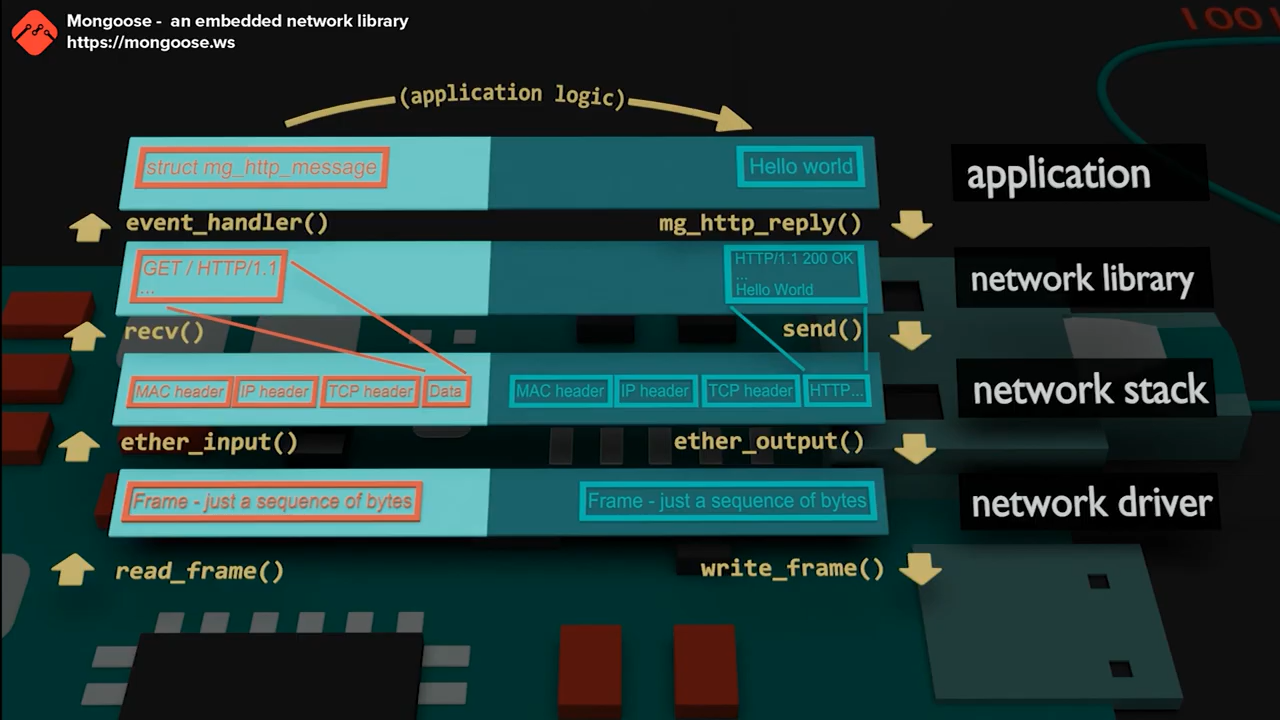 Mongoose - an embedded network library
https://mongoose.ws
1001
(application logic)
struct mg_http_message
Hello world
application
event_handler()
mg_http_reply()
GET / HTTP/1.1
...
HTTP/1.1 200 OK
...
Hello World
network library
recv()
send()
MAC header
IP header
TCP header
Data
MAC header
IP header
TCP header
HTTP...
network stack
ether_input()
ether_output()
Frame - just a sequence of bytes
Frame - just a sequence of bytes
network driver
read_frame()
write_frame()